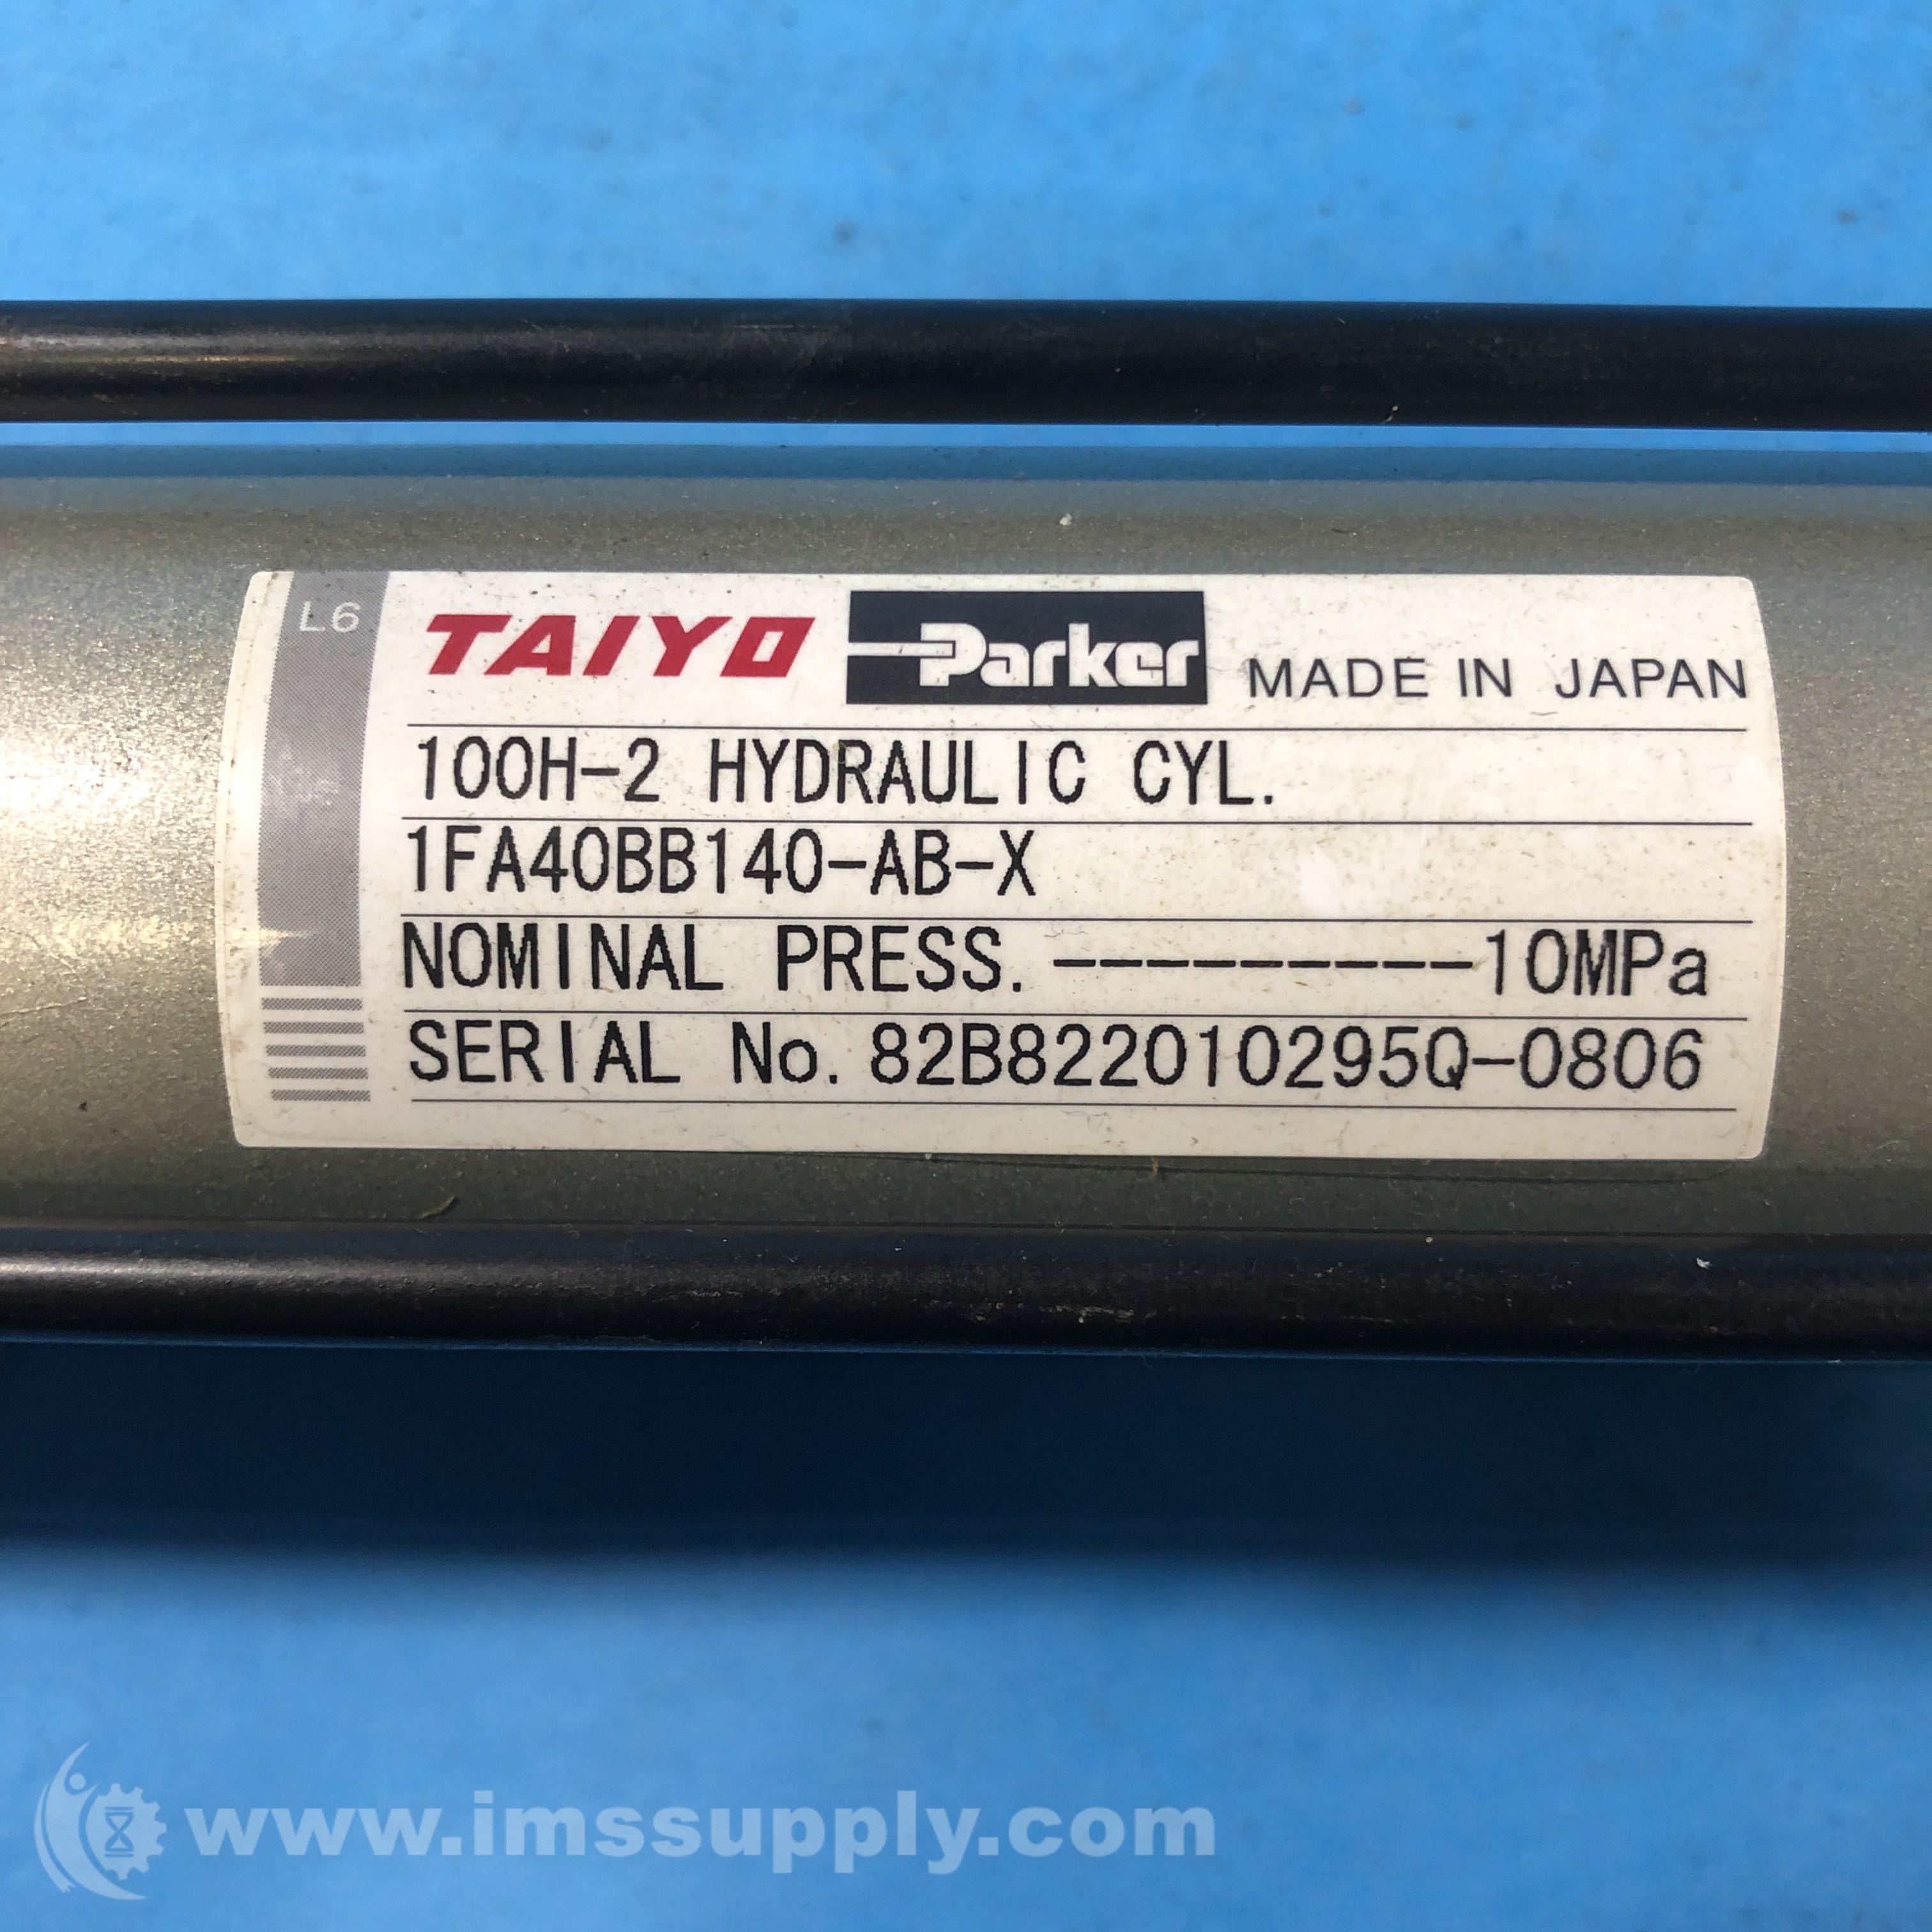 L6 TAIYO Parker MADE IN JAPAN
100H-2 HYDRAULIC CYL.
1FA40BB140-AB-X
NOMINAL PRESS. ----------10MPa
SERIAL No. 82B822010295Q-0806
www.imssupply.com